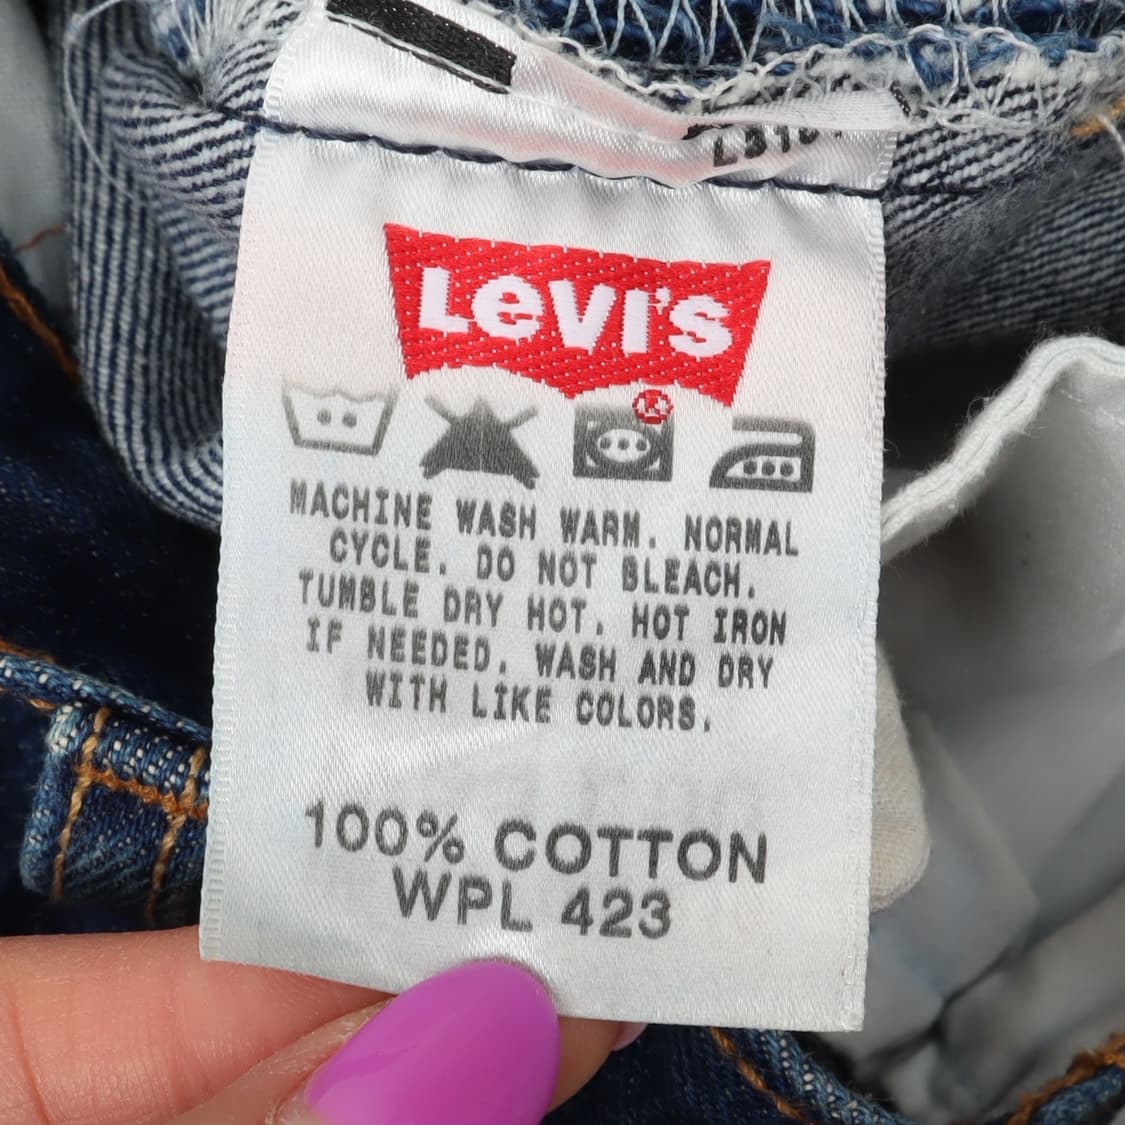 LEVI'S
MACHINE WASH WARM. NORMAL
CYCLE. DO NOT BLEACH.
TUMBLE DRY HOT. HOT IRON
IF NEEDED. WASH AND DRY
WITH LIKE COLORS.
100% COTTON
WPL 423